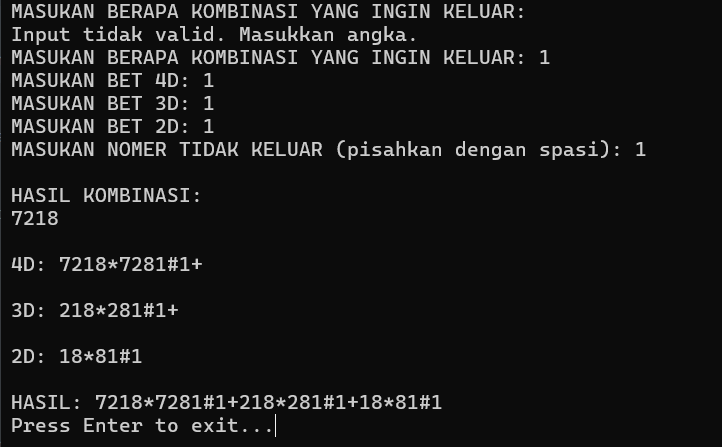 MASUKAN BERAPA KOMBINASI YANG INGIN KELUAR:
Input tidak valid. Masukkan angka.
MASUKAN BERAPA KOMBINASI YANG INGIN KELUAR: 1
MASUKAN BET 4D: 1
MASUKAN BET 3D: 1
MASUKAN BET 2D: 1
MASUKAN NOMER TIDAK KELUAR (pisahkan dengan spasi): 1
HASIL KOMBINASI:
7218
4D: 7218*7281#1+
3D: 218*281#1+
2D: 18*81#1
HASIL: 7218*7281#1+218*281#1+18*81#1
Press Enter to exit...